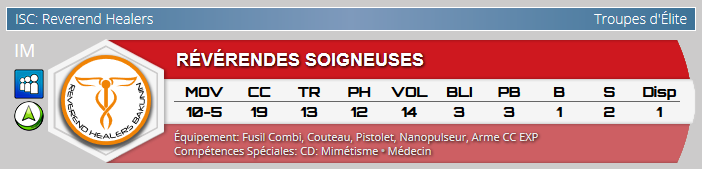 ISC: Reverend Healers
Troupes d'Élite
IM
RÉVÉRENDES SOIGNEUSES
MOV CC TR PH VOL BLI PB B S Disp
10-5 19 13 12 14 3 3 1 2 1
REVEREND HEALERS BAKUNIN
Équipement: Fusil Combi, Couteau, Pistolet, Nanopulseur, Arme CC EXP
Compétences Spéciales: CD: Mimétisme • Médecin